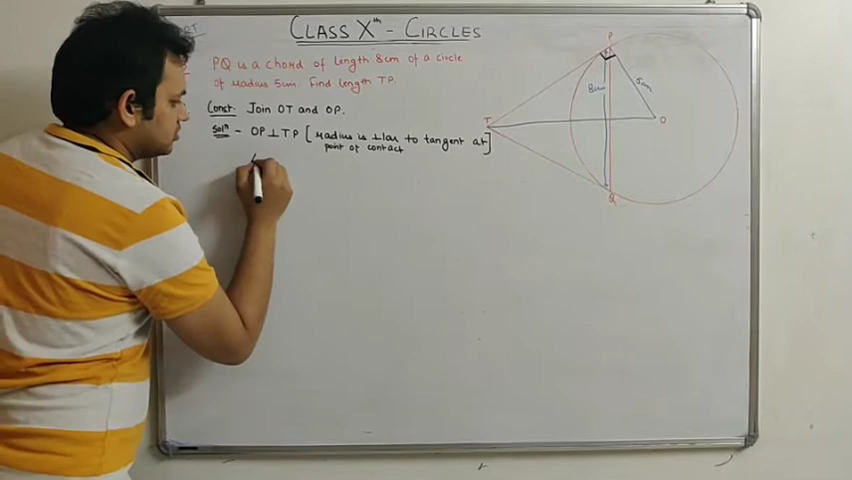 CLASS Xth - CIRCLES
PQ is a chord of length 8cm of a circle
of radius 5cm. Find length TP.
Const. Join OT and OP.
Solⁿ - OP⊥TP [radius is ⊥lar to tangent at
point of contact]
P
8cm
5cm
T
O
Q